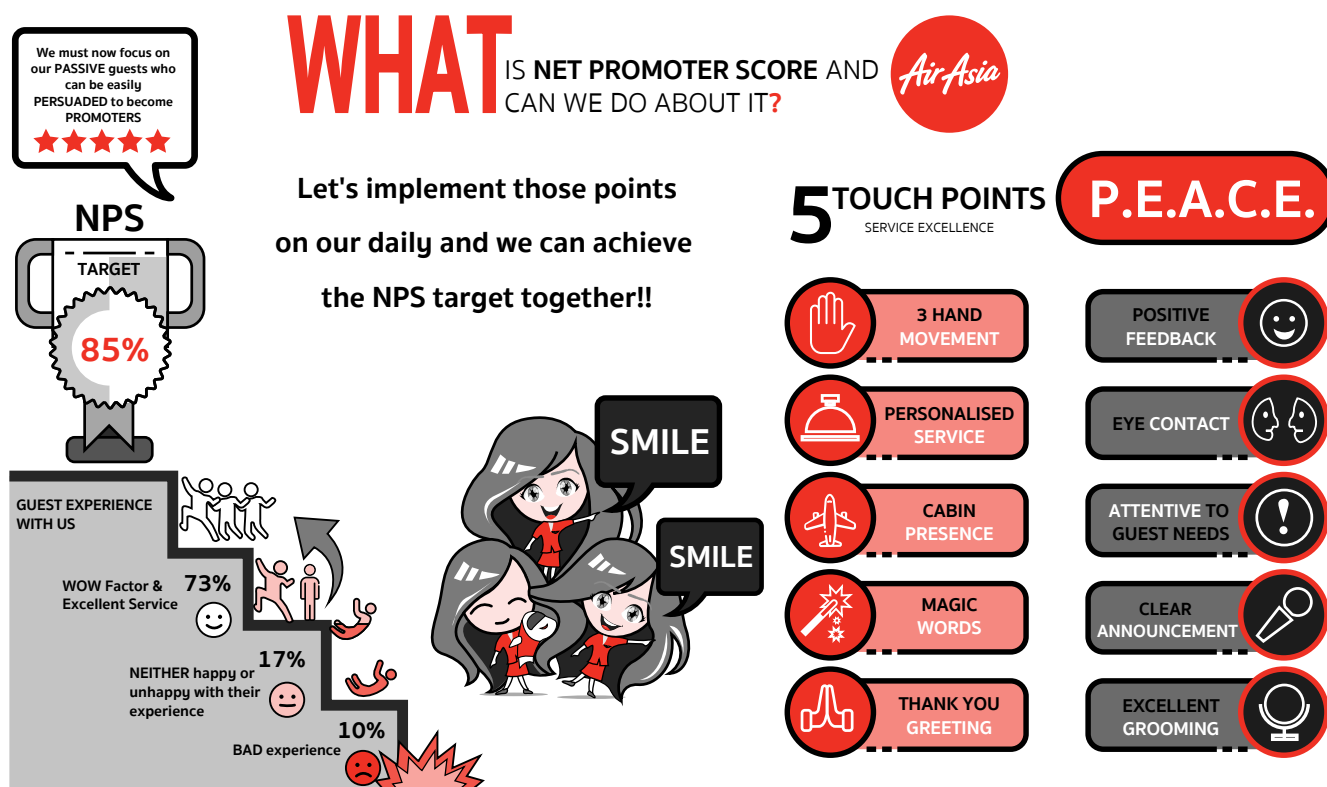 We must now focus on
our PASSIVE guests who
can be easily
PERSUADED to become
PROMOTERS
WHAT IS NET PROMOTER SCORE AND
CAN WE DO ABOUT IT?
AirAsia
NPS
TARGET
85%
Let's implement those points
on our daily and we can achieve
the NPS target together!!
GUEST EXPERIENCE
WITH US
WOW Factor &
Excellent Service
73%
NEITHER happy or
unhappy with their
experience
17%
BAD experience
10%
SMILE
SMILE
5 TOUCH POINTS
SERVICE EXCELLENCE
3 HAND
MOVEMENT
PERSONALISED
SERVICE
CABIN
PRESENCE
MAGIC
WORDS
THANK YOU
GREETING
P.E.A.C.E.
POSITIVE
FEEDBACK
EYE CONTACT
ATTENTIVE TO
GUEST NEEDS
CLEAR
ANNOUNCEMENT
EXCELLENT
GROOMING